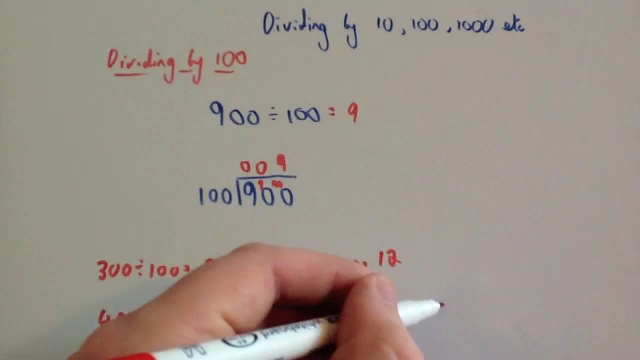 Dividing by 10, 100, 1000 etc
Dividing by 100
900 ÷ 100 = 9
009
100 900
300 ÷ 100 = 12